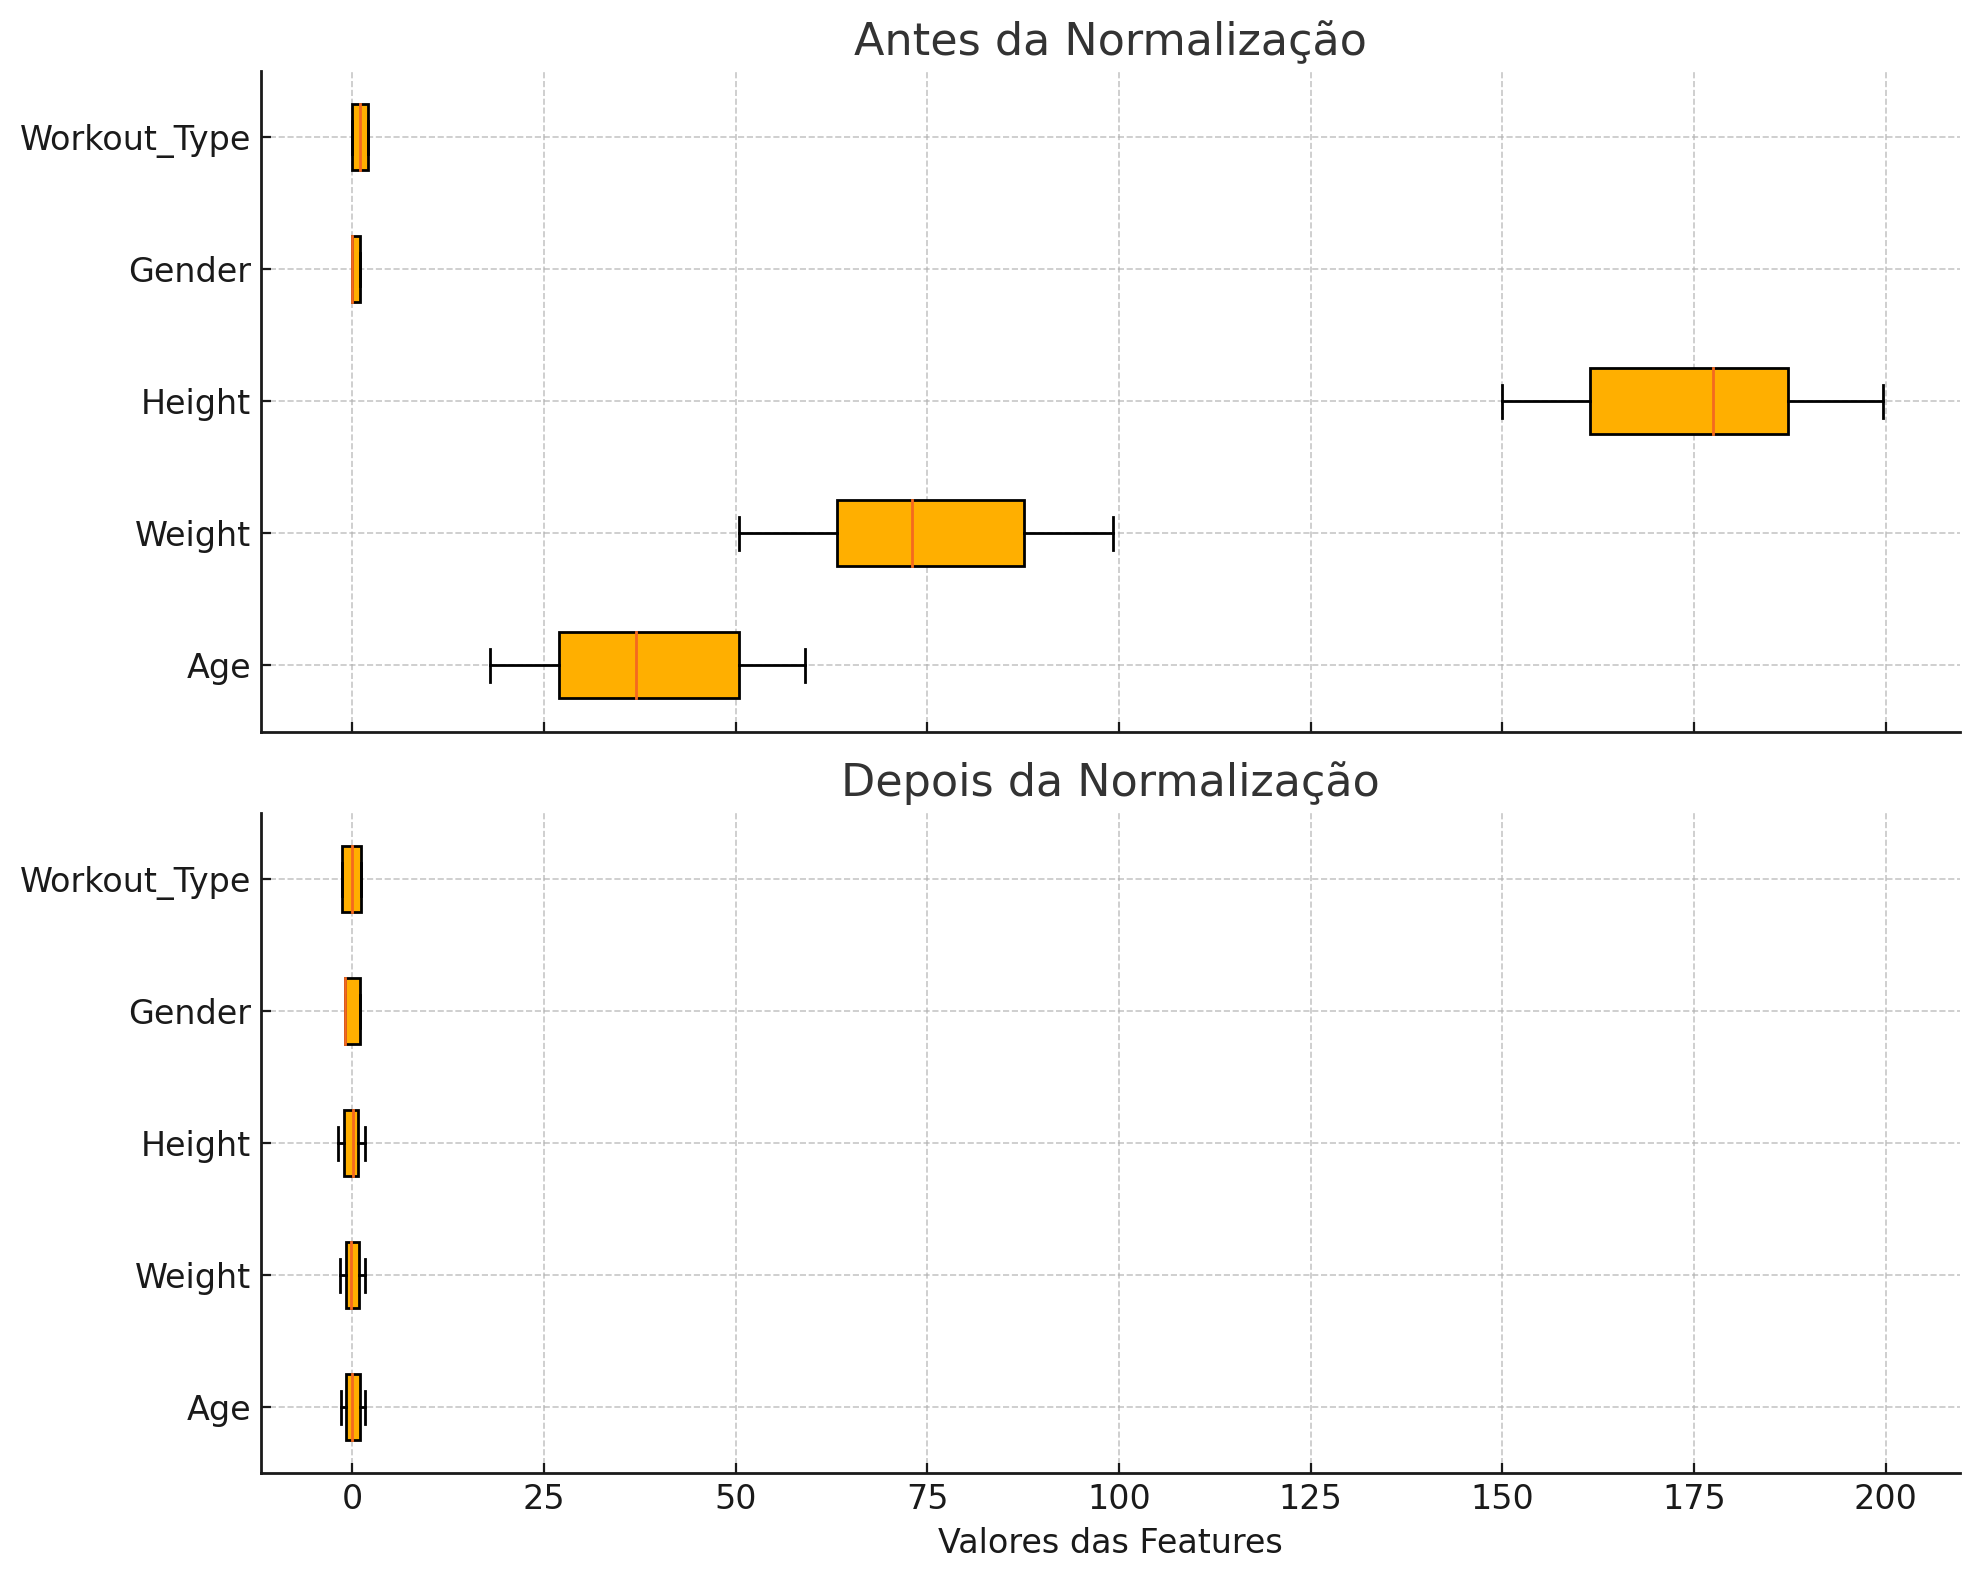 Antes da Normalização
Workout_Type
Gender
Height
Weight
Age
Depois da Normalização
Workout_Type
Gender
Height
Weight
Age
0 25 50 75 100 125 150 175 200
Valores das Features